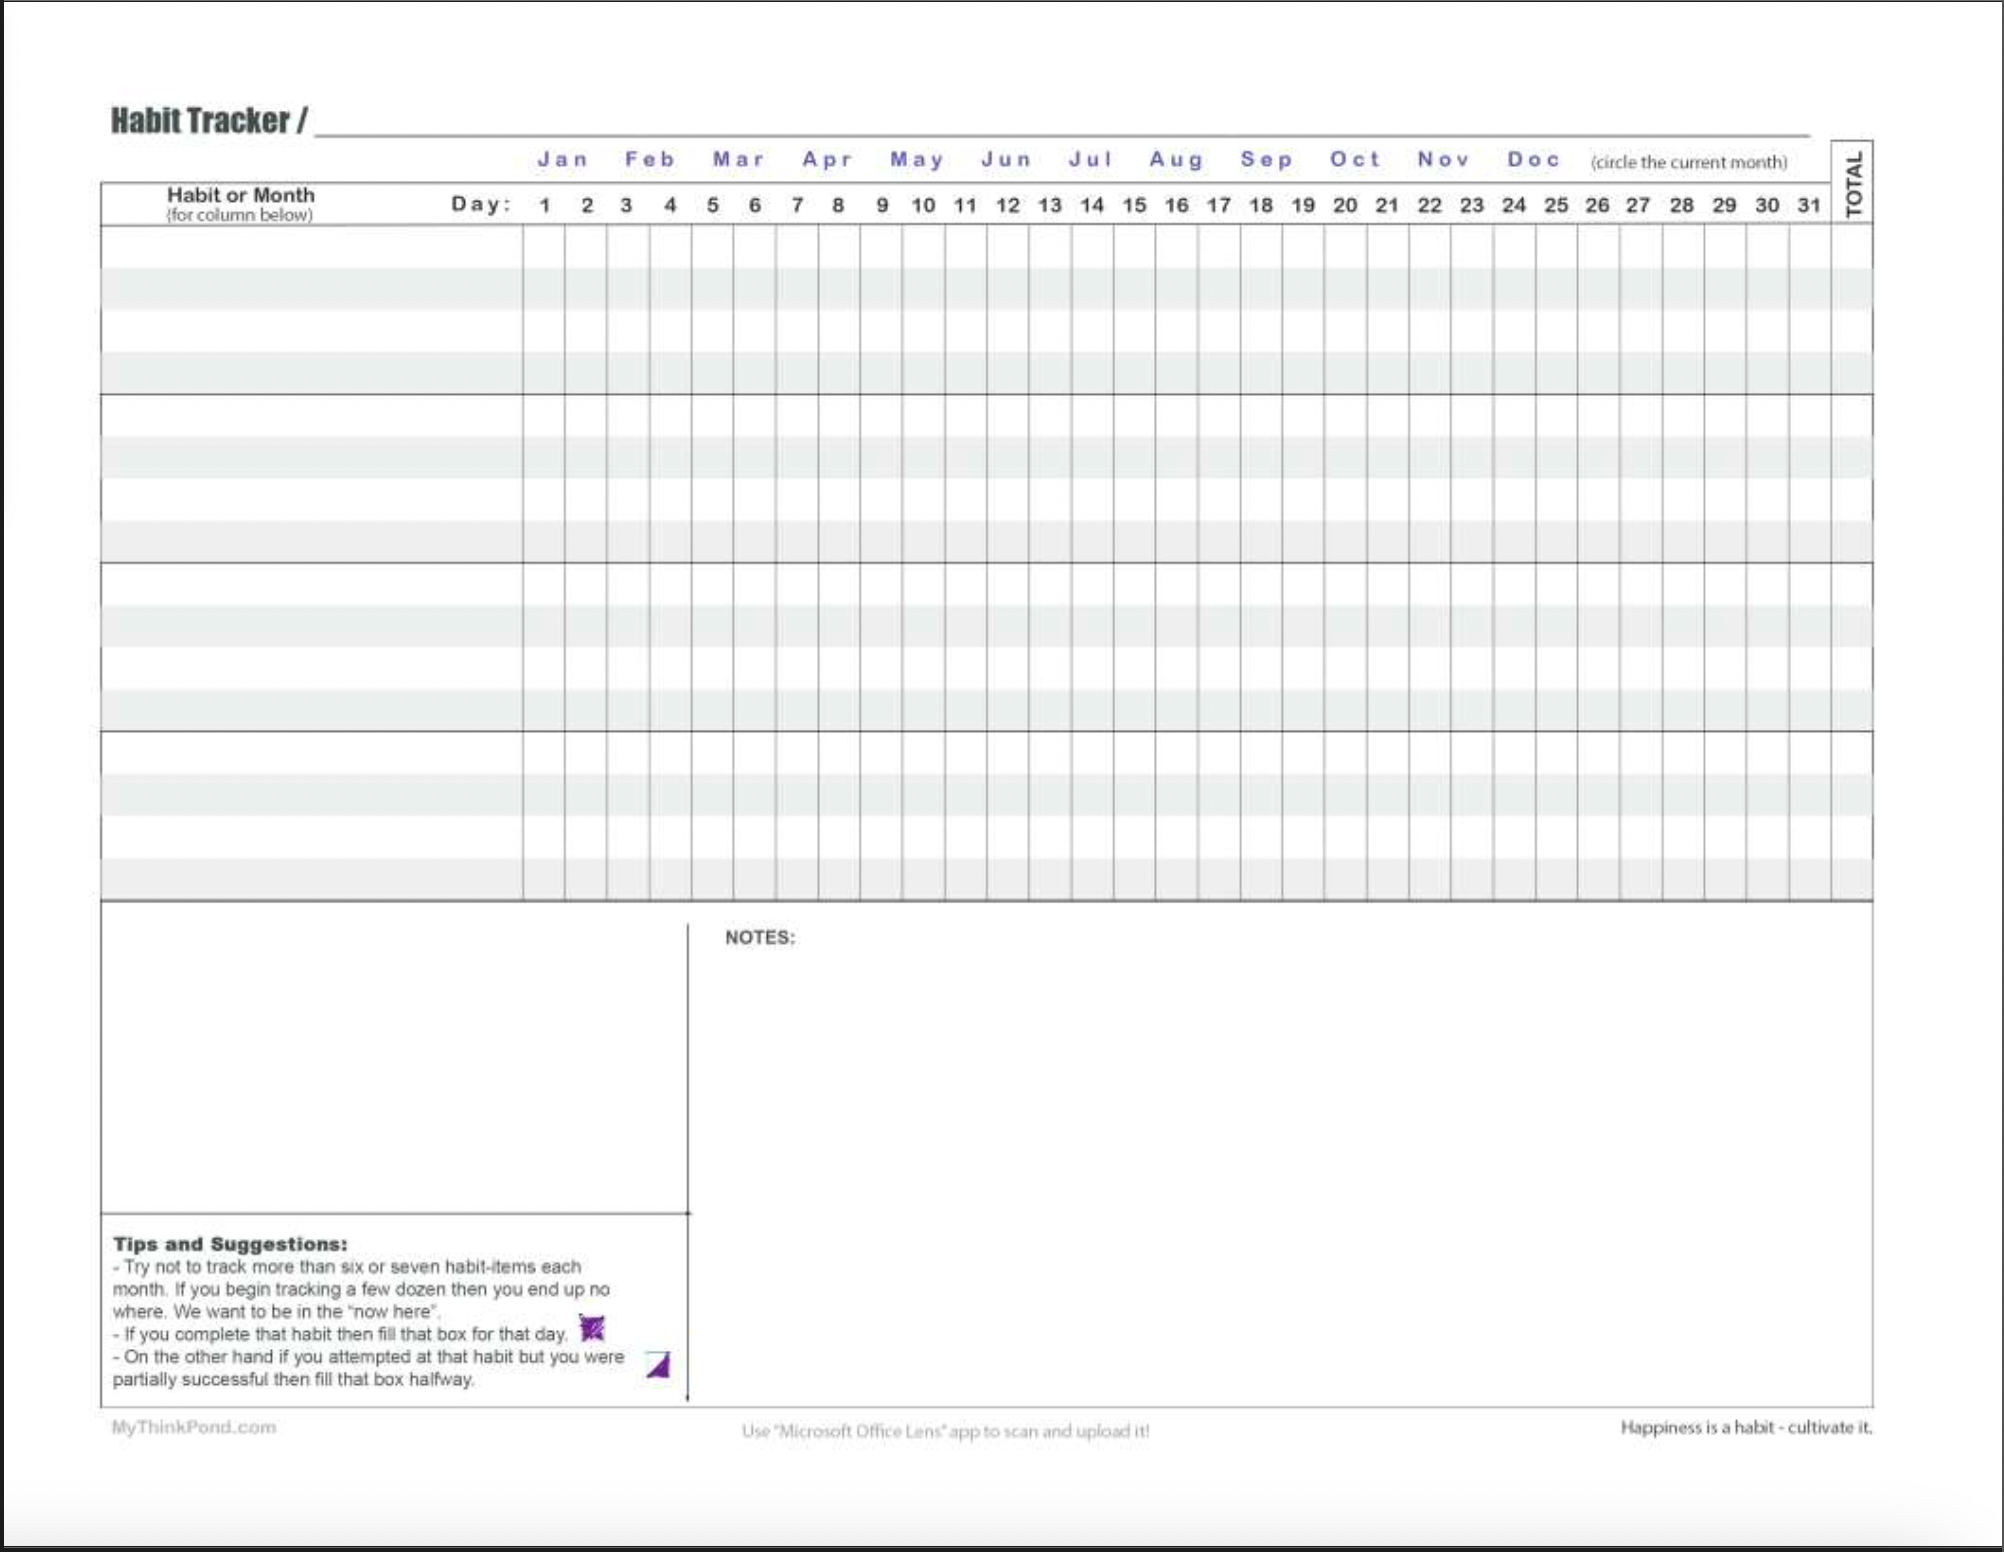 Habit Tracker /
Jan Feb Mar Apr May Jun Jul Aug Sep Oct Nov Doc (circle the current month)
TOTAL
Habit or Month
(for column below)
Day: 1 2 3 4 5 6 7 8 9 10 11 12 13 14 15 16 17 18 19 20 21 22 23 24 25 26 27 28 29 30 31
NOTES:
Tips and Suggestions:
- Try not to track more than six or seven habit-items each
month. If you begin tracking a few dozen then you end up no
where. We want to be in the "now here".
- If you complete that habit then fill that box for that day.
- On the other hand if you attempted at that habit but you were
partially successful then fill that box halfway.
MyThinkPond.com
Use "Microsoft Office Lens" app to scan and upload it!
Happiness is a habit - cultivate it.